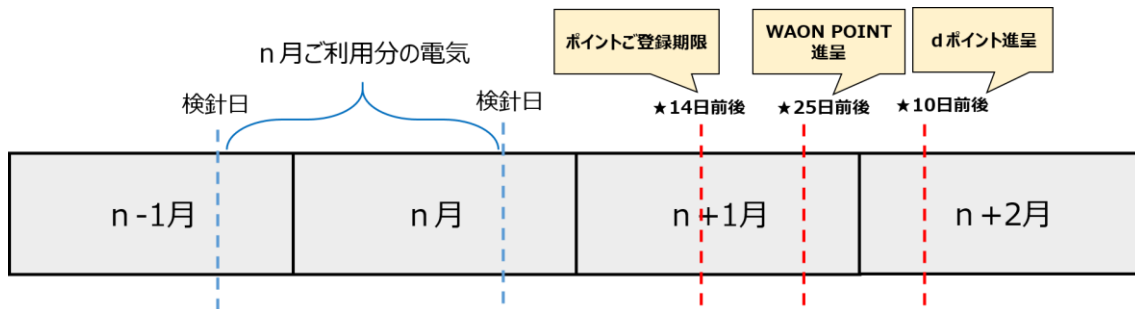 ポイントご登録期限
WAON POINT
進呈
dポイント進呈
n月ご利用分の電気
検針日
検針日
★14日前後
★25日前後
★10日前後
n-1月
n月
n+1月
n+2月